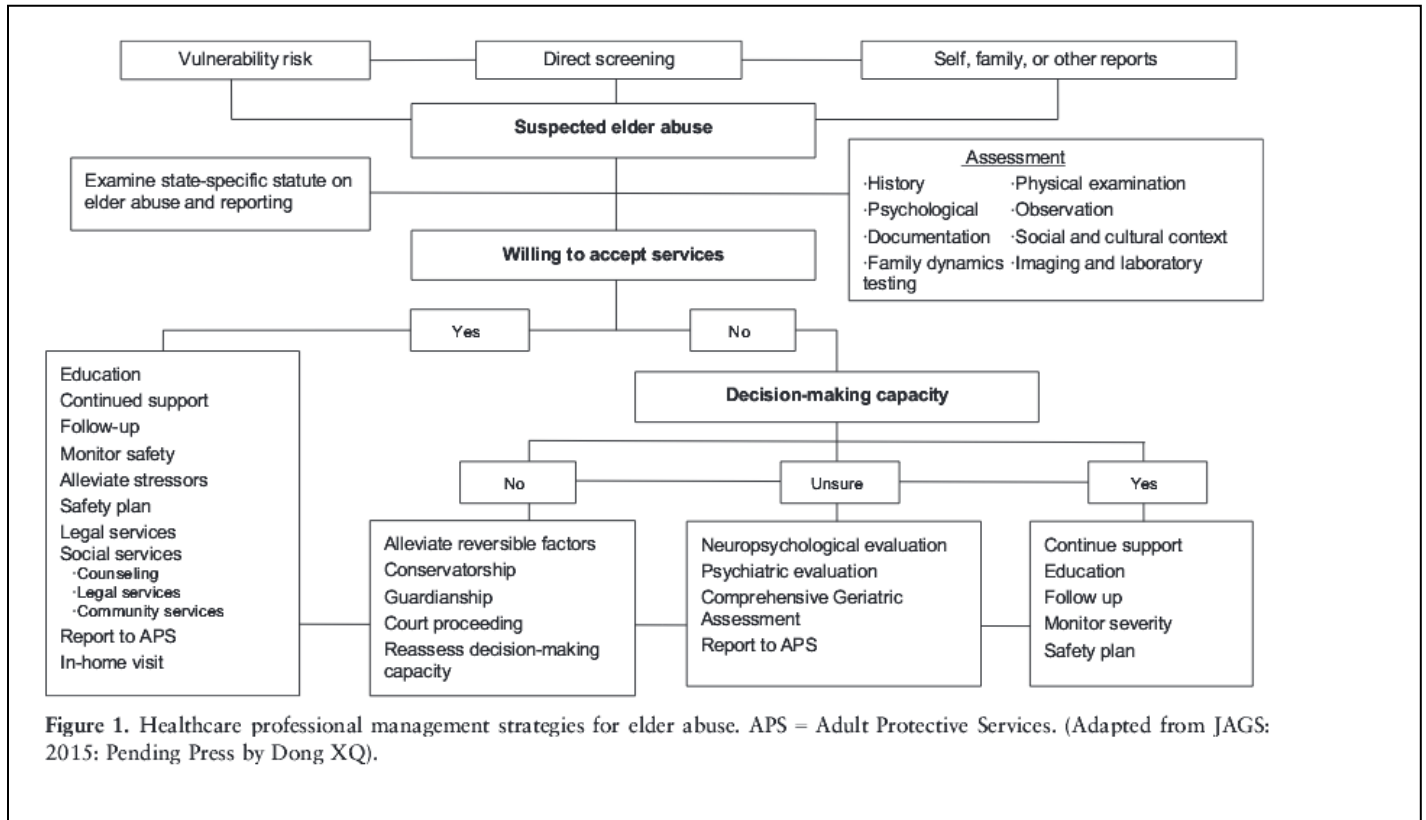 Vulnerability risk
Direct screening
Self, family, or other reports
Suspected elder abuse
Examine state-specific statute on
elder abuse and reporting
Assessment
·History ·Physical examination
·Psychological ·Observation
·Documentation ·Social and cultural context
·Family dynamics ·Imaging and laboratory
testing
Willing to accept services
Yes
No
Education
Continued support
Follow-up
Monitor safety
Alleviate stressors
Safety plan
Legal services
Social services
·Counseling
·Legal services
·Community services
Report to APS
In-home visit
Decision-making capacity
No
Unsure
Yes
Alleviate reversible factors
Conservatorship
Guardianship
Court proceeding
Reassess decision-making
capacity
Neuropsychological evaluation
Psychiatric evaluation
Comprehensive Geriatric
Assessment
Report to APS
Continue support
Education
Follow up
Monitor severity
Safety plan
Figure 1. Healthcare professional management strategies for elder abuse. APS = Adult Protective Services. (Adapted from JAGS:
2015: Pending Press by Dong XQ).